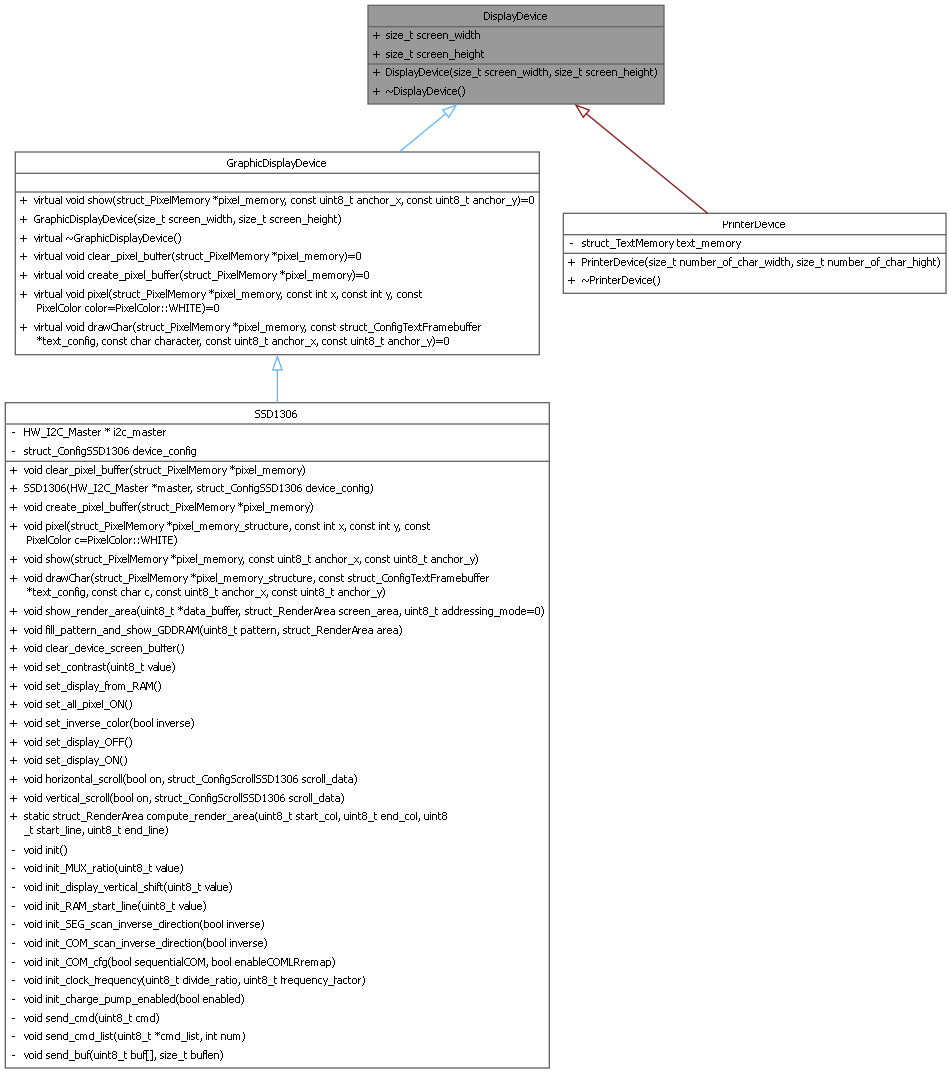 DisplayDevice
+ size_t screen_width
+ size_t screen_height
+ DisplayDevice(size_t screen_width, size_t screen_height)
+ ~DisplayDevice()
GraphicDisplayDevice
+ virtual void show(struct_PixelMemory *pixel_memory, const uint8_t anchor_x, const uint8_t anchor_y)=0
+ GraphicDisplayDevice(size_t screen_width, size_t screen_height)
+ virtual ~GraphicDisplayDevice()
+ virtual void clear_pixel_buffer(struct_PixelMemory *pixel_memory)=0
+ virtual void create_pixel_buffer(struct_PixelMemory *pixel_memory)=0
+ virtual void pixel(struct_PixelMemory *pixel_memory, const int x, const int y, const
PixelColor color=PixelColor::WHITE)=0
+ virtual void drawChar(struct_PixelMemory *pixel_memory, const struct_ConfigTextFramebuffer
*text_config, const char character, const uint8_t anchor_x, const uint8_t anchor_y)=0
PrinterDevice
- struct_TextMemory text_memory
+ PrinterDevice(size_t number_of_char_width, size_t number_of_char_hight)
+ ~PrinterDevice()
SSD1306
- HW_I2C_Master * i2c_master
- struct_ConfigSSD1306 device_config
+ void clear_pixel_buffer(struct_PixelMemory *pixel_memory)
+ SSD1306(HW_I2C_Master *master, struct_ConfigSSD1306 device_config)
+ void create_pixel_buffer(struct_PixelMemory *pixel_memory)
+ void pixel(struct_PixelMemory *pixel_memory_structure, const int x, const int y, const
PixelColor c=PixelColor::WHITE)
+ void show(struct_PixelMemory *pixel_memory, const uint8_t anchor_x, const uint8_t anchor_y)
+ void drawChar(struct_PixelMemory *pixel_memory_structure, const struct_ConfigTextFramebuffer
*text_config, const char c, const uint8_t anchor_x, const uint8_t anchor_y)
+ void show_render_area(uint8_t *data_buffer, struct_RenderArea screen_area, uint8_t addressing_mode=0)
+ void fill_pattern_and_show_GDDRAM(uint8_t pattern, struct_RenderArea area)
+ void clear_device_screen_buffer()
+ void set_contrast(uint8_t value)
+ void set_display_from_RAM()
+ void set_all_pixel_ON()
+ void set_inverse_color(bool inverse)
+ void set_display_OFF()
+ void set_display_ON()
+ void horizontal_scroll(bool on, struct_ConfigScrollSSD1306 scroll_data)
+ void vertical_scroll(bool on, struct_ConfigScrollSSD1306 scroll_data)
+ static struct_RenderArea compute_render_area(uint8_t start_col, uint8_t end_col, uint8
_t start_line, uint8_t end_line)
- void init()
- void init_MUX_ratio(uint8_t value)
- void init_display_vertical_shift(uint8_t value)
- void init_RAM_start_line(uint8_t value)
- void init_SEG_scan_inverse_direction(bool inverse)
- void init_COM_scan_inverse_direction(bool inverse)
- void init_COM_cfg(bool sequentialCOM, bool enableCOMLRremap)
- void init_clock_frequency(uint8_t divide_ratio, uint8_t frequency_factor)
- void init_charge_pump_enabled(bool enabled)
- void send_cmd(uint8_t cmd)
- void send_cmd_list(uint8_t *cmd_list, int num)
- void send_buf(uint8_t buf[], size_t buflen)